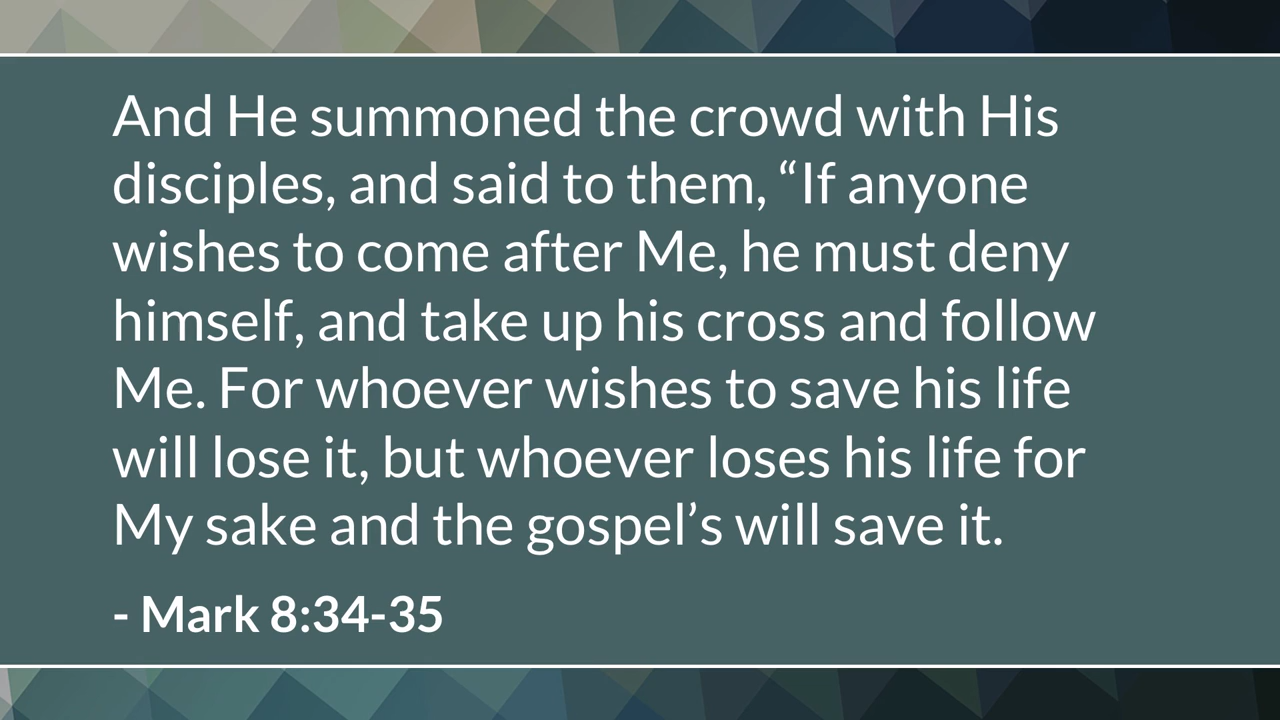 And He summoned the crowd with His
disciples, and said to them, “If anyone
wishes to come after Me, he must deny
himself, and take up his cross and follow
Me. For whoever wishes to save his life
will lose it, but whoever loses his life for
My sake and the gospel’s will save it.
- Mark 8:34-35